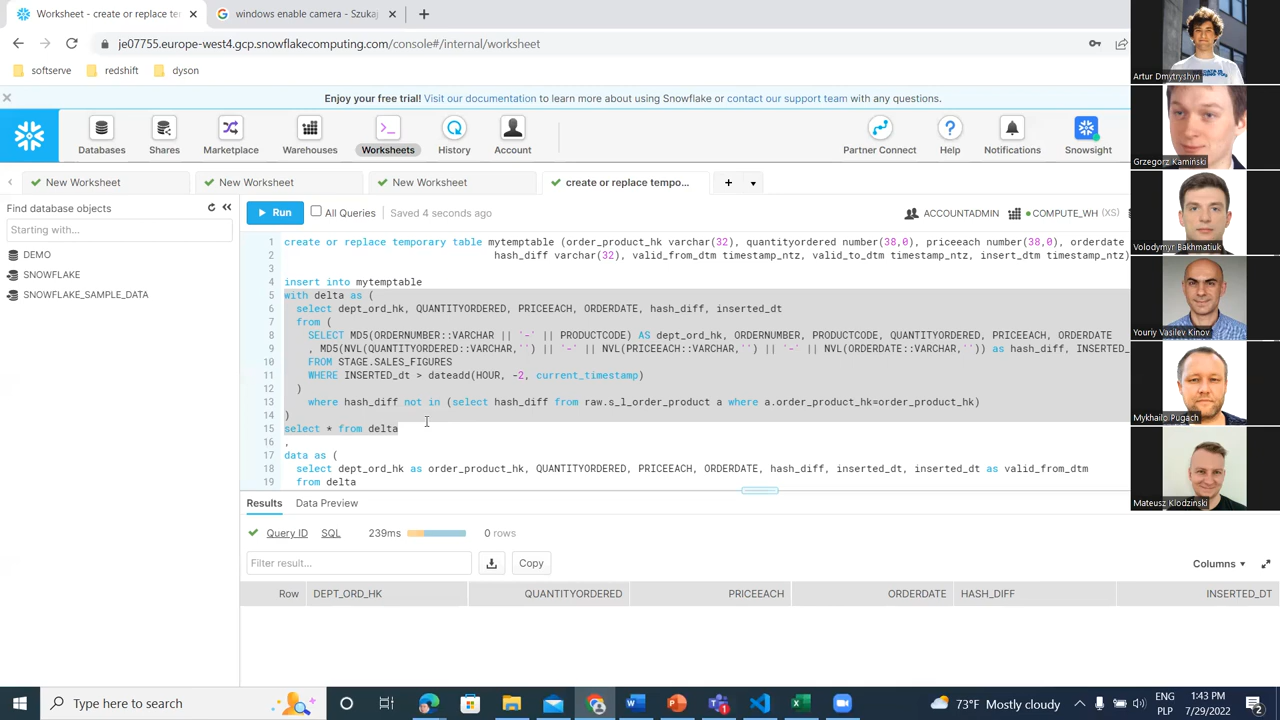 Worksheet - create or replace te
windows enable camera - Szukaj
je07755.europe-west4.gcp.snowflakecomputing.com/console#/internal/worksheet
softserve
redshift
dyson
Enjoy your free trial! Visit our documentation to learn more about using Snowflake or contact our support team with any questions.
Databases
Shares
Marketplace
Warehouses
Worksheets
History
Account
Partner Connect
Help
Notifications
Snowsight
New Worksheet
New Worksheet
New Worksheet
create or replace tempo...
Find database objects
Starting with...
DEMO
SNOWFLAKE
SNOWFLAKE_SAMPLE_DATA
Run
All Queries
Saved 4 seconds ago
ACCOUNTADMIN
COMPUTE_WH (XS)
1 create or replace temporary table mytemptable (order_product_hk varchar(32), quantityordered number(38,0), priceeach number(38,0), orderdate
2 hash_diff varchar(32), valid_from_dtm timestamp_ntz, valid_to_dtm timestamp_ntz, insert_dtm timestamp_ntz)
3
4 insert into mytemptable
5 with delta as (
6 select dept_ord_hk, QUANTITYORDERED, PRICEEACH, ORDERDATE, hash_diff, inserted_dt
7 from (
8 SELECT MD5(ORDERNUMBER::VARCHAR || '-' || PRODUCTCODE) AS dept_ord_hk, ORDERNUMBER, PRODUCTCODE, QUANTITYORDERED, PRICEEACH, ORDERDATE
9 , MD5(NVL(QUANTITYORDERED::VARCHAR,'') || '-' || NVL(PRICEEACH::VARCHAR,'') || '-' || NVL(ORDERDATE::VARCHAR,'')) as hash_diff, INSERTED_
10 FROM STAGE.SALES_FIGURES
11 WHERE INSERTED_dt > dateadd(HOUR, -2, current_timestamp)
12 )
13 where hash_diff not in (select hash_diff from raw.s_l_order_product a where a.order_product_hk=order_product_hk)
14 )
15 select * from delta
16 ,
17 data as (
18 select dept_ord_hk as order_product_hk, QUANTITYORDERED, PRICEEACH, ORDERDATE, hash_diff, inserted_dt, inserted_dt as valid_from_dtm
19 from delta
Results
Data Preview
Query ID
SQL
239ms
0 rows
Filter result...
Copy
Columns
Row
DEPT_ORD_HK
QUANTITYORDERED
PRICEEACH
ORDERDATE
HASH_DIFF
INSERTED_DT
Artur Dmytryshyn
Grzegorz Kamiński
Volodymyr Bakhmatiuk
Youriy Vasilev Kinov
Mykhailo Pugach
Mateusz Klodzinski
Type here to search
73°F Mostly cloudy
ENG
PLP
1:43 PM
7/29/2022
2